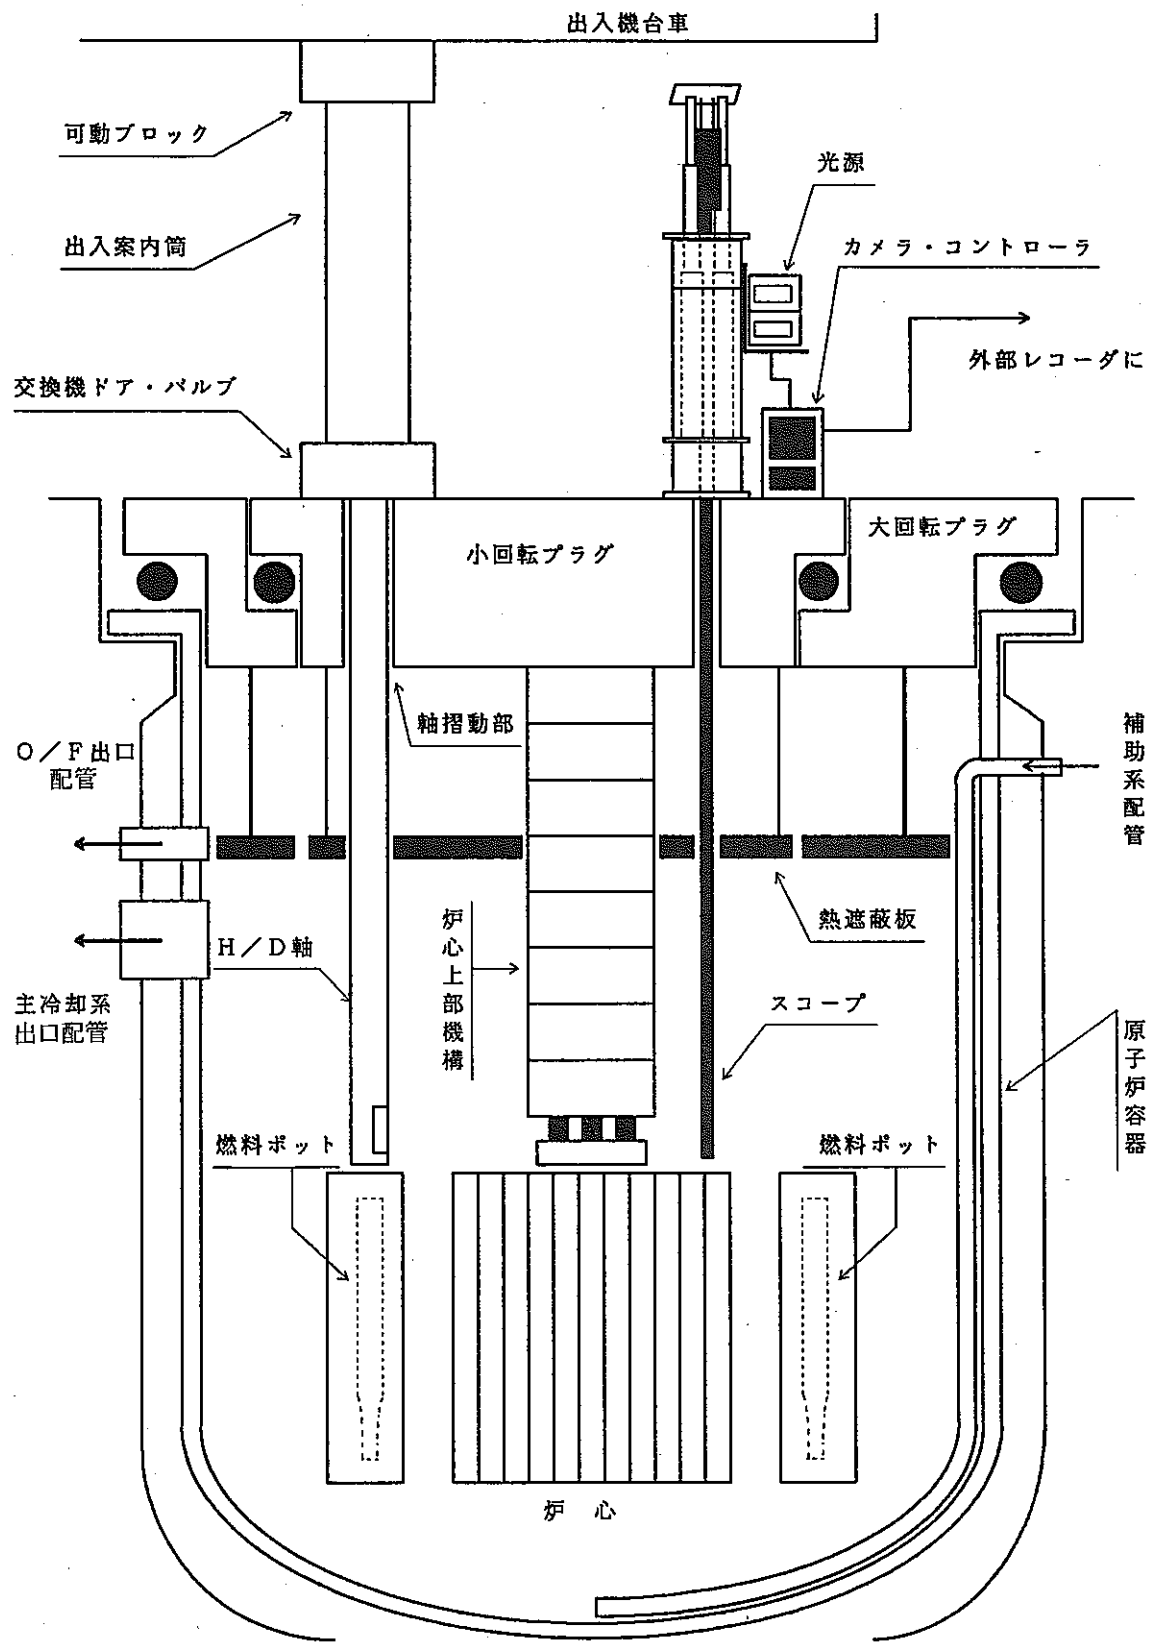 出入機台車
可動ブロック
光源
出入案内筒
カメラ・コントローラ
外部レコーダに
交換機ドア・バルブ
大回転プラグ
小回転プラグ
軸摺動部
O/F出口
配管
補助系配管
熱遮蔽板
炉心上部機構
H/D軸
主冷却系
出口配管
スコープ
原子炉容器
燃料ポット
燃料ポット
炉心